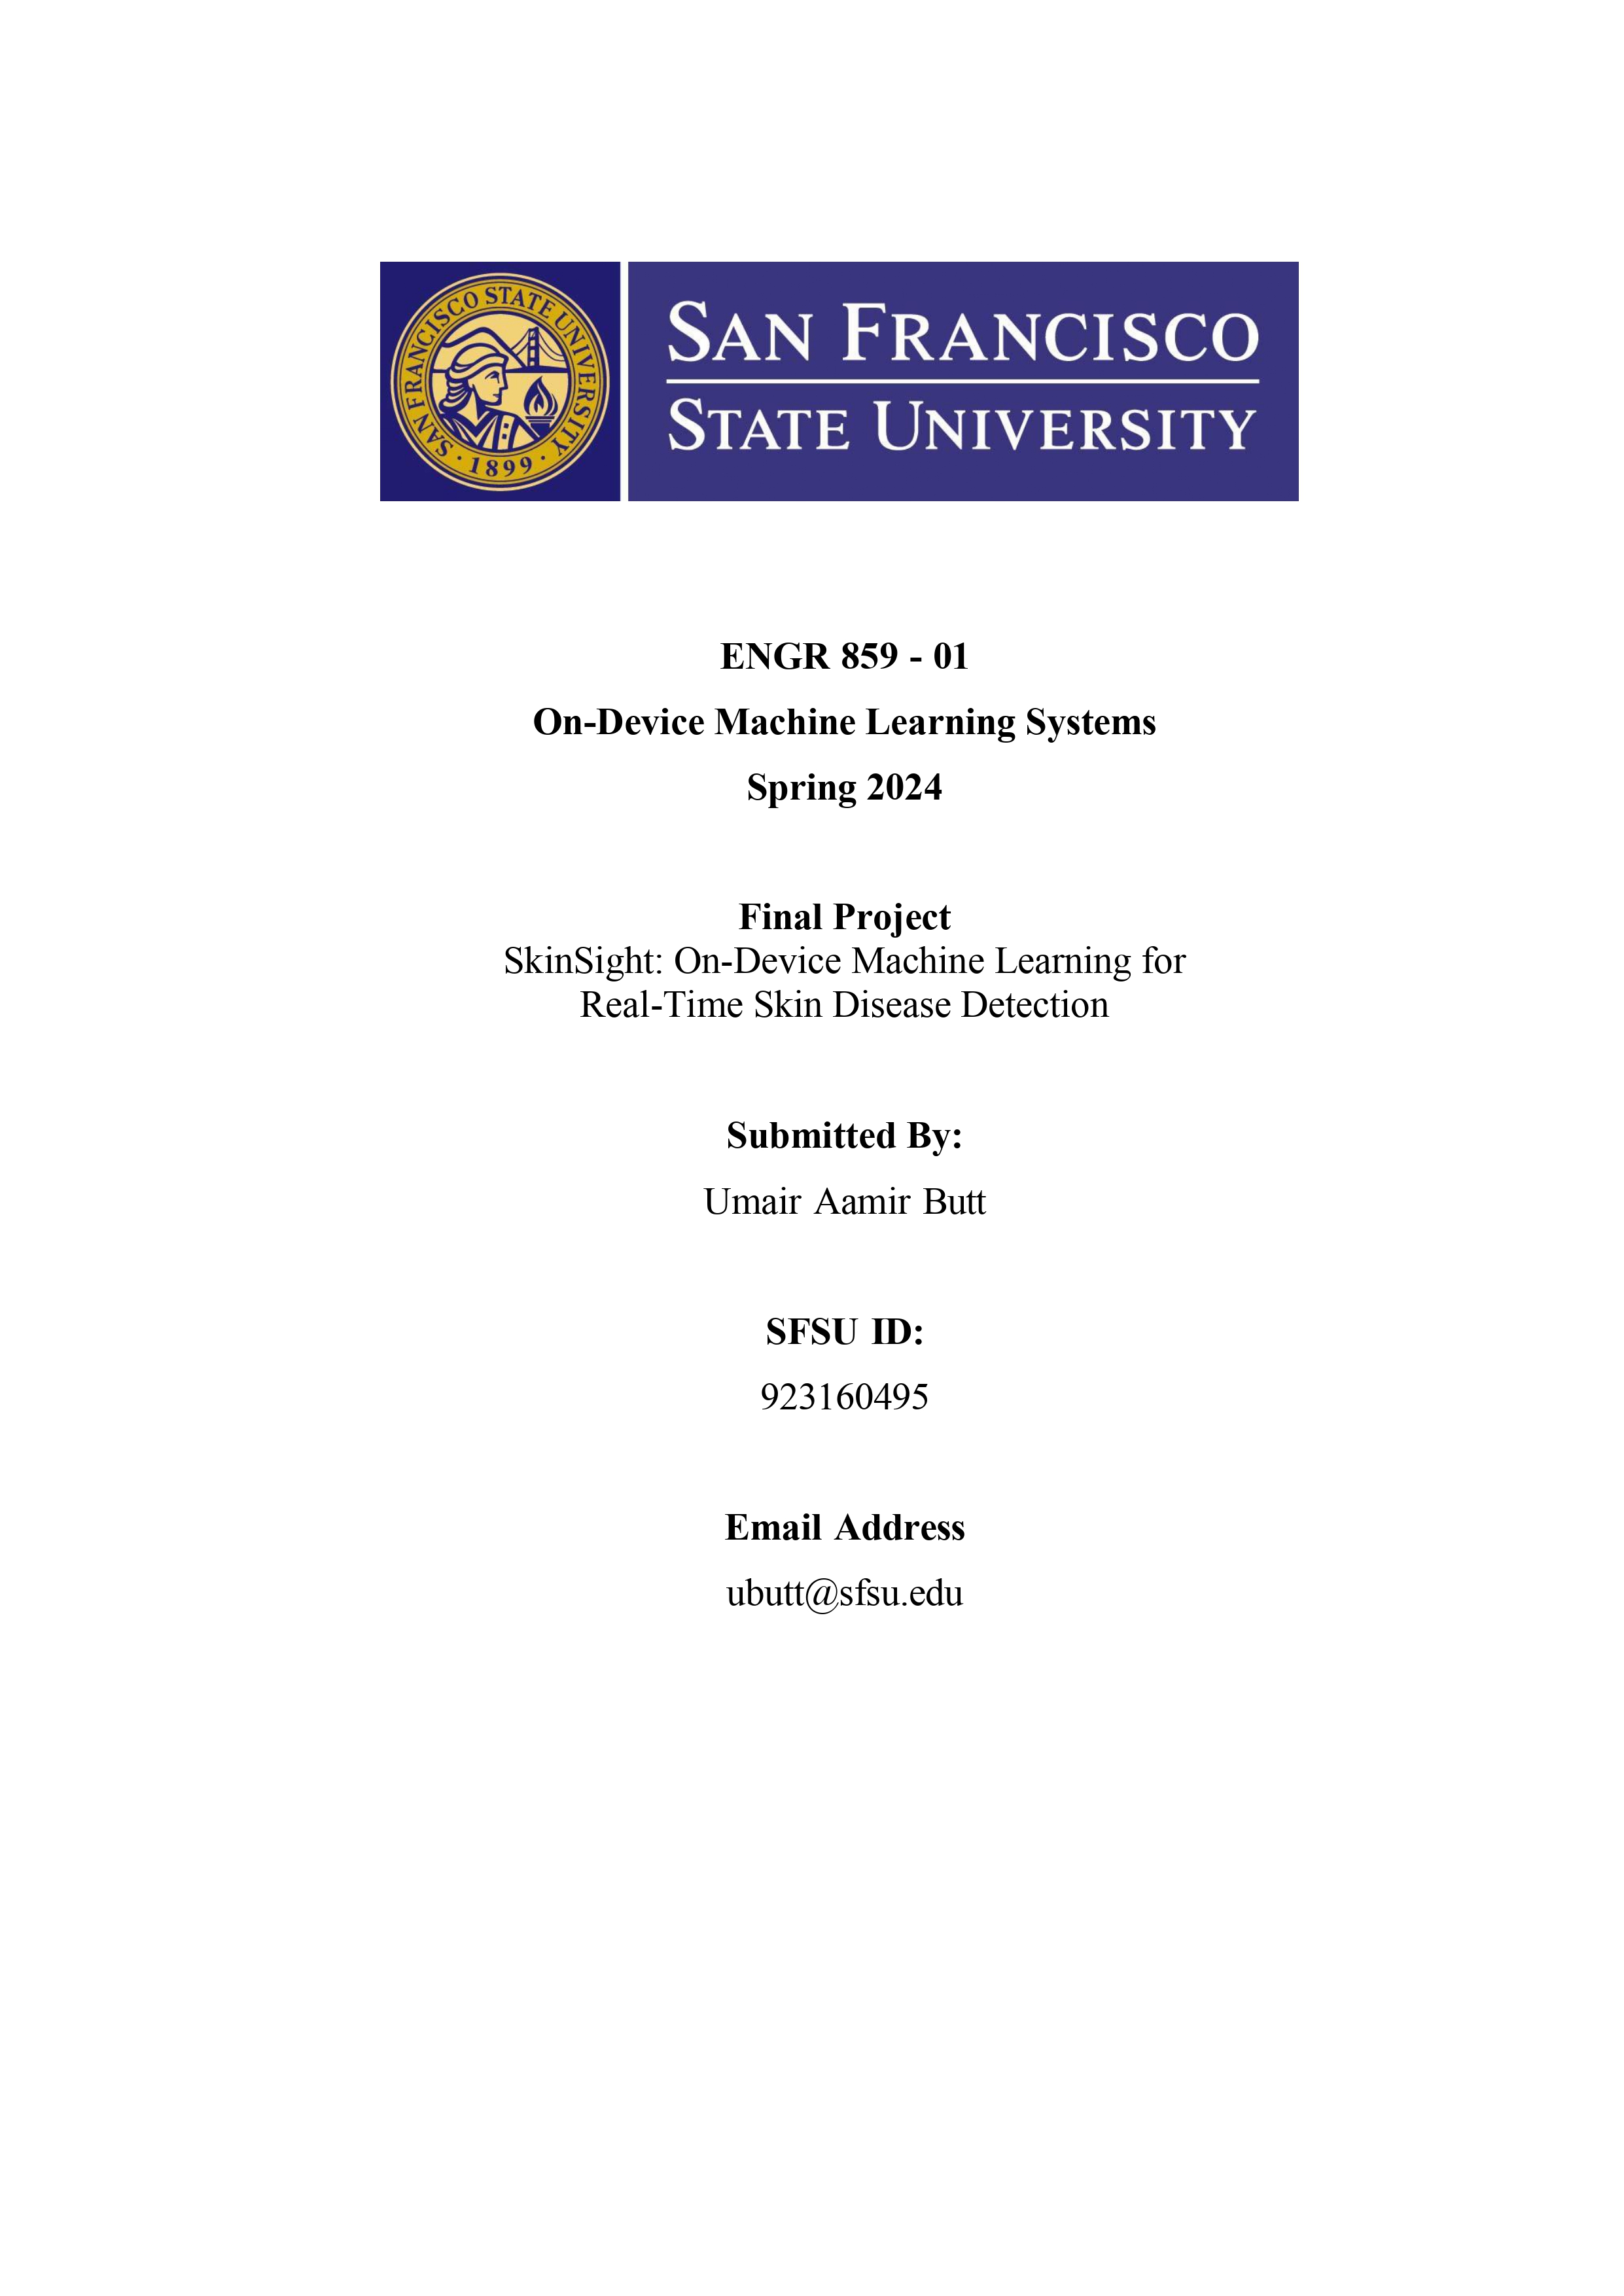 SAN FRANCISCO STATE UNIVERSITY
· 1899 ·
SAN FRANCISCO
STATE UNIVERSITY
ENGR 859 - 01
On-Device Machine Learning Systems
Spring 2024
Final Project
SkinSight: On-Device Machine Learning for
Real-Time Skin Disease Detection
Submitted By:
Umair Aamir Butt
SFSU ID:
923160495
Email Address
ubutt@sfsu.edu